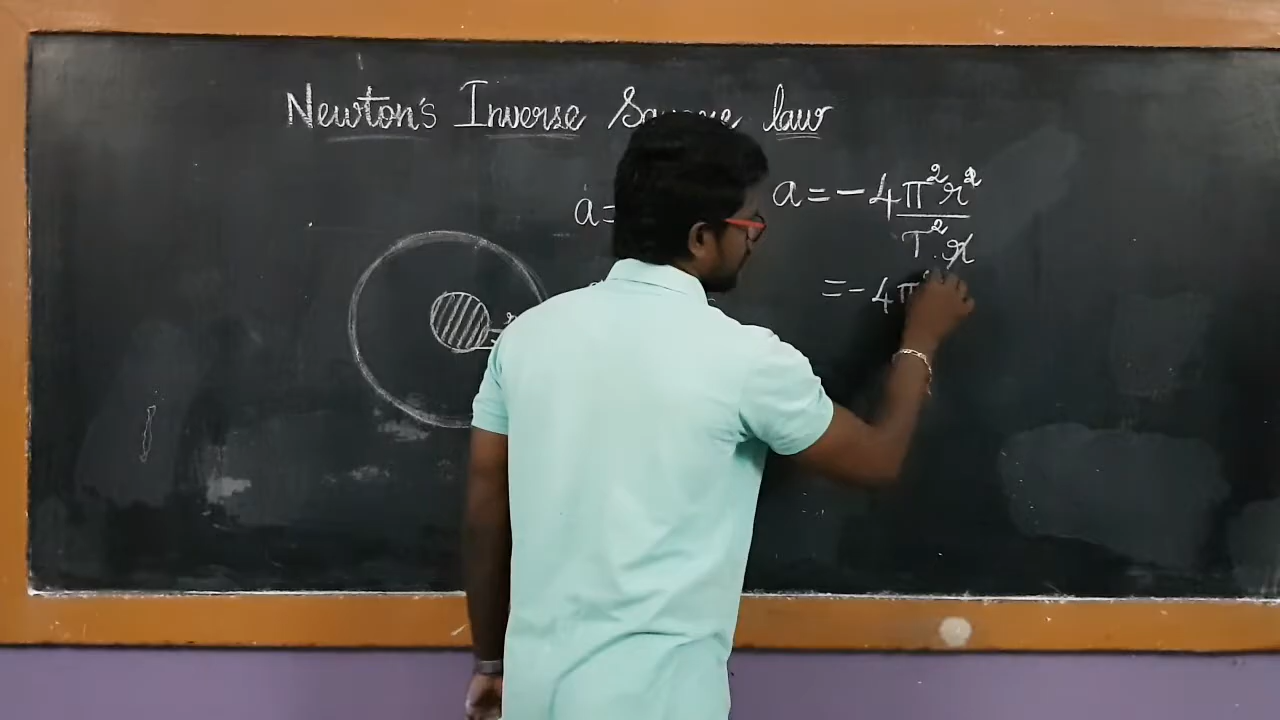 Newton's Inverse Square law
a =
a = -4π²r² / T².r
= -4π
r